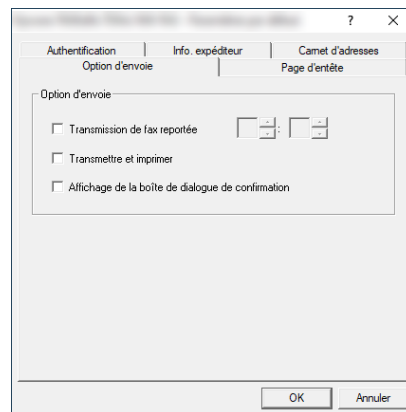 ?
Authentification
Info. expéditeur
Carnet d'adresses
Option d'envoie
Page d'entête
Option d'envoie
Transmission de fax reportée
:
Transmettre et imprimer
Affichage de la boîte de dialogue de confirmation
OK
Annuler